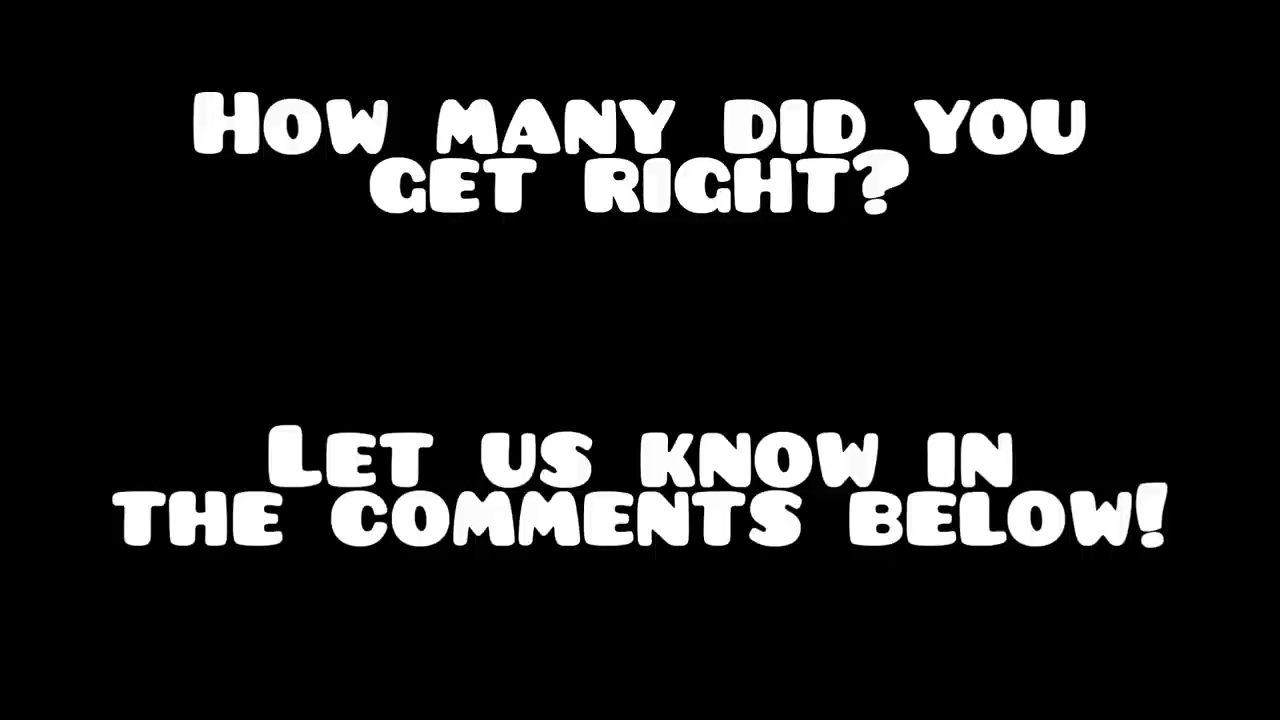 How many did you
get right?
Let us know in
the comments below!